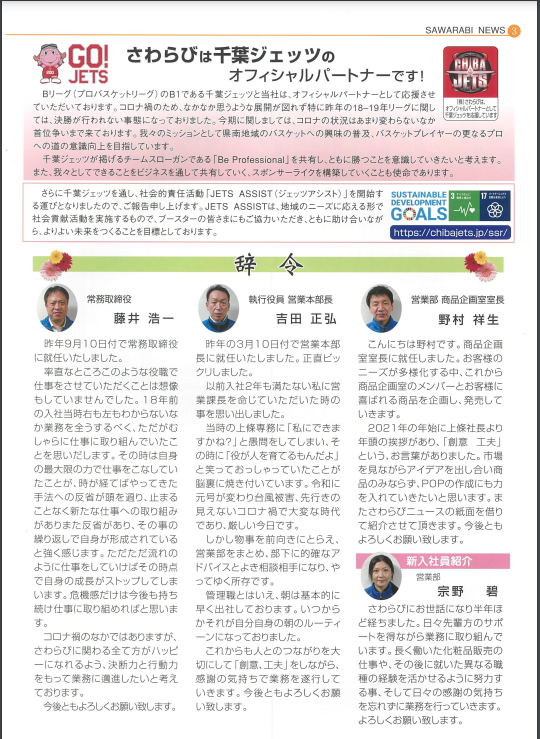 SAWARABI NEWS 3
GO!
JETS
さわらびは千葉ジェッツの
オフィシャルパートナーです!
CHIBA
JETS
(株)さわらびは、
オフィシャルパートナーとして
千葉ジェッツを応援しています
Bリーグ(プロバスケットリーグ)のB1である千葉ジェッツと当社は、オフィシャルパートナーとして応援させ
ていただいております。コロナ禍のため、なかなか思うような展開が図れず特に昨年の18–19年リーグに関し
ては、決勝が行われない事態になっておりました。今期に関しましては、コロナの状況はあまり変わらないなか
首位争いまで来ております。我々のミッションとして県南地域のバスケットへの興味の普及、バスケットプレイヤーの更なるプロ
への道の意識向上を目指しています。
千葉ジェッツが掲げるチームスローガンである「Be Professional」を共有し、ともに勝つことを意識していきたいと考えます。
また、我々としてできることをビジネスを通して共有していく、スポンサーライクを構築していくことも使命であります。
さらに千葉ジェッツを通し、社会的責任活動「JETS ASSIST(ジェッツアシスト)」を開始す
る運びとなりましたので、ご報告申し上げます。JETS ASSISTは、地域のニーズに応える形で
社会貢献活動を実施するもので、ブースターの皆さまにもご協力いただき、ともに助け合いなが
ら、よりよい未来をつくることを目標としております。
SUSTAINABLE
DEVELOPMENT
GOALS
3
17
https://chibajets.jp/ssr/
辞令
常務取締役
藤井 浩一
昨年9月10日付で常務取締役
に就任いたしました。
率直なところこのような役職で
仕事をさせていただくことは想像
もしていませんでした。18年前
の入社当時右も左もわからないな
か業務を全うするべく、ただがむ
しゃらに仕事に取り組んでいたこ
とを思いだします。その時は自身
の最大限の力で仕事をこなしてい
たことが、時が経てばやってきた
手法への反省が頭を廻り、止まる
ことなく新たな仕事への取り組み
がありまた反省があり、その事の
繰り返しで自身が形成されている
と強く感じます。ただただ流れの
ように仕事をしていけばその時点
で自身の成長がストップしてしま
います。危機感だけは今後も持ち
続け仕事に取り組めればと思いま
す。
コロナ禍のなかではありますが、
さわらびに関わる全て方がハッピ
ーになれるよう、決断力と行動力
をもって業務に邁進したいと考え
ております。
今後ともよろしくお願い致します。
執行役員 営業本部長
吉田 正弘
昨年の3月10日付で営業本部
長に就任いたしました。正直ビッ
クリしました。
以前入社2年も満たない私に営
業課長を命じていただいた時の
事を思い出しました。
当時の上條専務に「私にできま
すかね?」と愚問をしてしまい、そ
の時に「役が人を育てるもんだよ」
と笑っておっしゃっていたことが
脳裏に焼き付いています。令和に
元号が変わり台風被害、先行きの
見えないコロナ禍で大変な時代
であり、厳しい今日です。
しかし物事を前向きにとらえ、
営業部をまとめ、部下に的確なア
ドバイスとよき相談相手になり、や
ってゆく所存です。
管理職とはいえ、朝は基本的に
早く出社しております。いつから
かそれが自分自身の朝のルーティ
ーンになっておりました。
これからも人とのつながりを大
切にして「創意、工夫」をしながら、
感謝の気持ちで業務を遂行して
いきます。今後ともよろしくお願
い致します。
営業部 商品企画室室長
野村 祥生
こんにちは野村です。商品企画
室室長に就任しました。お客様の
ニーズが多様化する中、これから
商品企画室のメンバーとお客様に
喜ばれる商品を企画し、発売して
いきます。
2021年の年始に上條社長より
年頭の挨拶があり、「創意 工夫」
という、お言葉がありました。市場
を見ながらアイデアを出し合い商
品のみならず、POPの作成にも力
を入れていきたいと思います。ま
たさわらびニュースの紙面を借り
て紹介させて頂きます。今後とも
よろしくお願い致します。
新入社員紹介
営業部
宗野 碧
さわらびにお世話になり半年ほ
ど経ちました。日々先輩方のサポ
ートを得ながら業務に取り組んで
います。長く働いた化粧品販売の
仕事や、その後に就いた異なる職
種の経験を活かせるように努力す
る事、そして日々の感謝の気持ち
を忘れずに業務を行っていきます。
よろしくお願い致します。